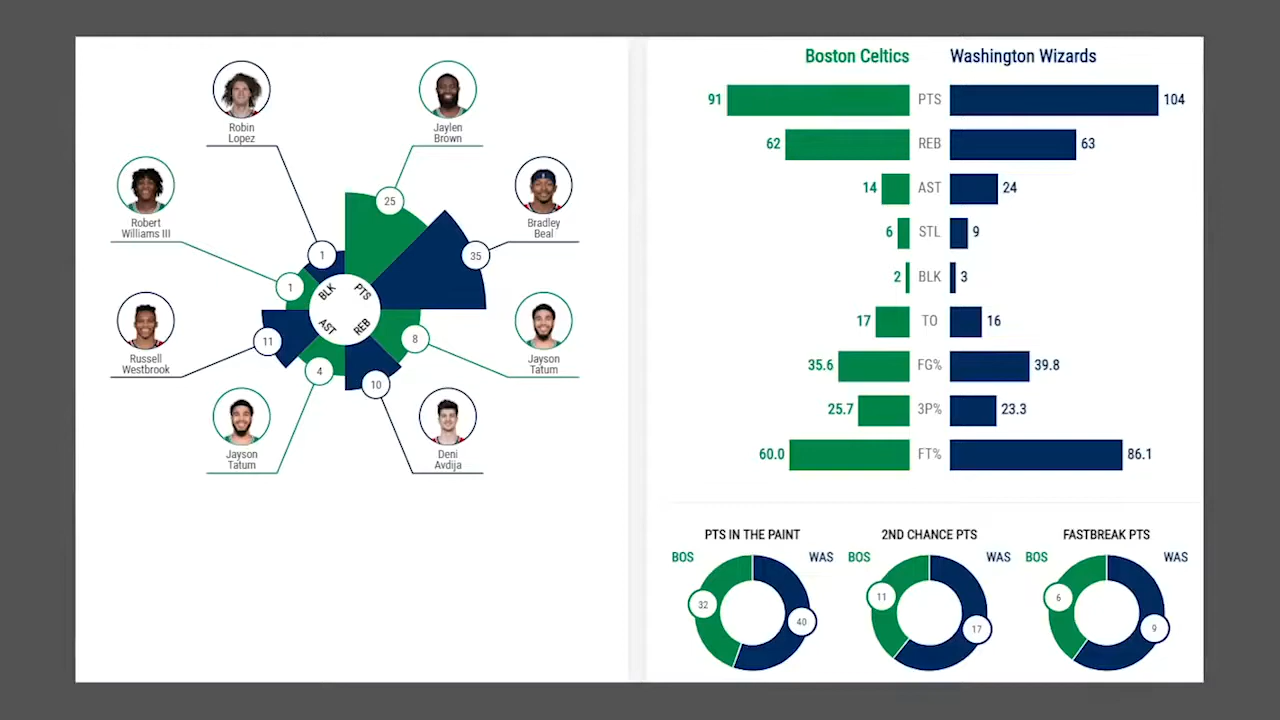 Robin
Lopez
Jaylen
Brown
Robert
Williams III
Bradley
Beal
25
35
1
1
BLK
PTS
AST
REB
11
8
4
10
Russell
Westbrook
Jayson
Tatum
Jayson
Tatum
Deni
Avdija
Boston Celtics
Washington Wizards
91 PTS 104
62 REB 63
14 AST 24
6 STL 9
2 BLK 3
17 TO 16
35.6 FG% 39.8
25.7 3P% 23.3
60.0 FT% 86.1
PTS IN THE PAINT
BOS WAS
32
40
2ND CHANCE PTS
BOS WAS
11
17
FASTBREAK PTS
BOS WAS
6
9